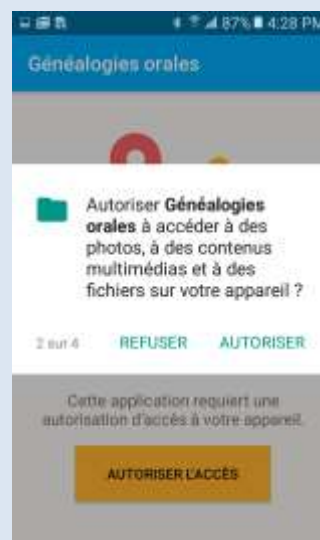 87% 4:28 PM
Généalogies orales
Autoriser Généalogies
orales à accéder à des
photos, à des contenus
multimédias et à des
fichiers sur votre appareil ?
2 sur 4 REFUSER AUTORISER
Cette application requiert une
autorisation d'accès à votre appareil.
AUTORISER L'ACCÈS